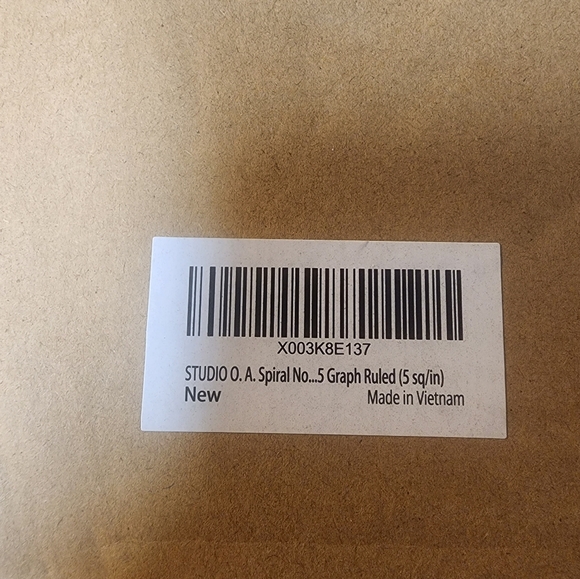 X003K8E137
STUDIO O. A. Spiral No...5 Graph Ruled (5 sq/in)
New
Made in Vietnam